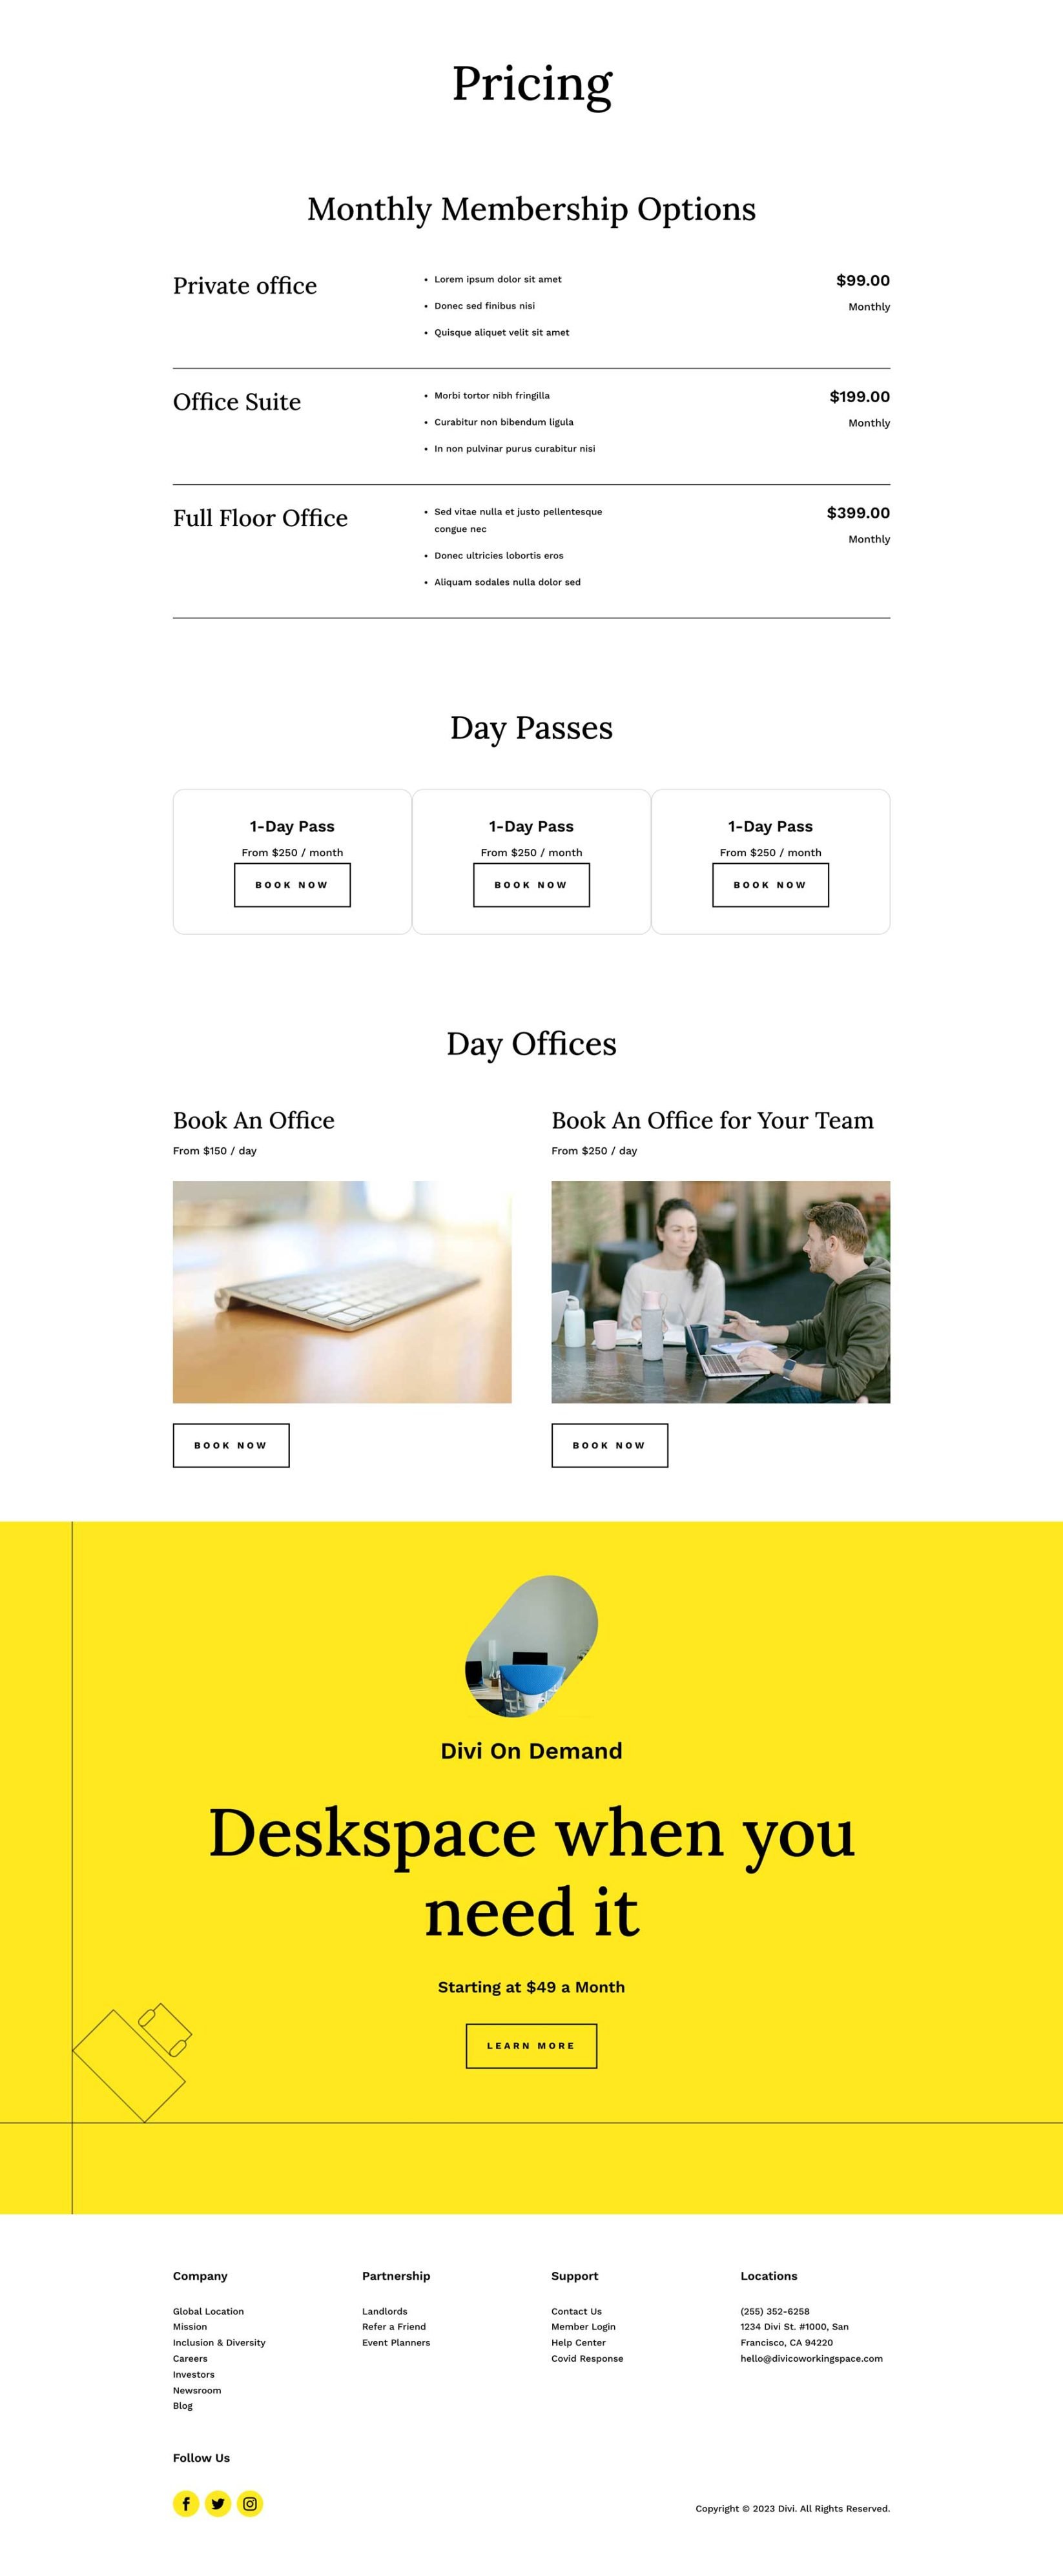 Pricing
Monthly Membership Options
Private office
• Lorem ipsum dolor sit amet
• Donec sed finibus nisi
• Quisque aliquet velit sit amet
$99.00
Monthly
Office Suite
• Morbi tortor nibh fringilla
• Curabitur non bibendum ligula
• In non pulvinar purus curabitur nisi
$199.00
Monthly
Full Floor Office
• Sed vitae nulla et justo pellentesque
congue nec
• Donec ultricies lobortis eros
• Aliquam sodales nulla dolor sed
$399.00
Monthly
Day Passes
1-Day Pass
From $250 / month
BOOK NOW
1-Day Pass
From $250 / month
BOOK NOW
1-Day Pass
From $250 / month
BOOK NOW
Day Offices
Book An Office
From $150 / day
BOOK NOW
Book An Office for Your Team
From $250 / day
BOOK NOW
Divi On Demand
Deskspace when you
need it
Starting at $49 a Month
LEARN MORE
Company
Global Location
Mission
Inclusion & Diversity
Careers
Investors
Newsroom
Blog
Partnership
Landlords
Refer a Friend
Event Planners
Support
Contact Us
Member Login
Help Center
Covid Response
Locations
(255) 352-6258
1234 Divi St. #1000, San
Francisco, CA 94220
hello@divicoworkingspace.com
Follow Us
Copyright © 2023 Divi. All Rights Reserved.